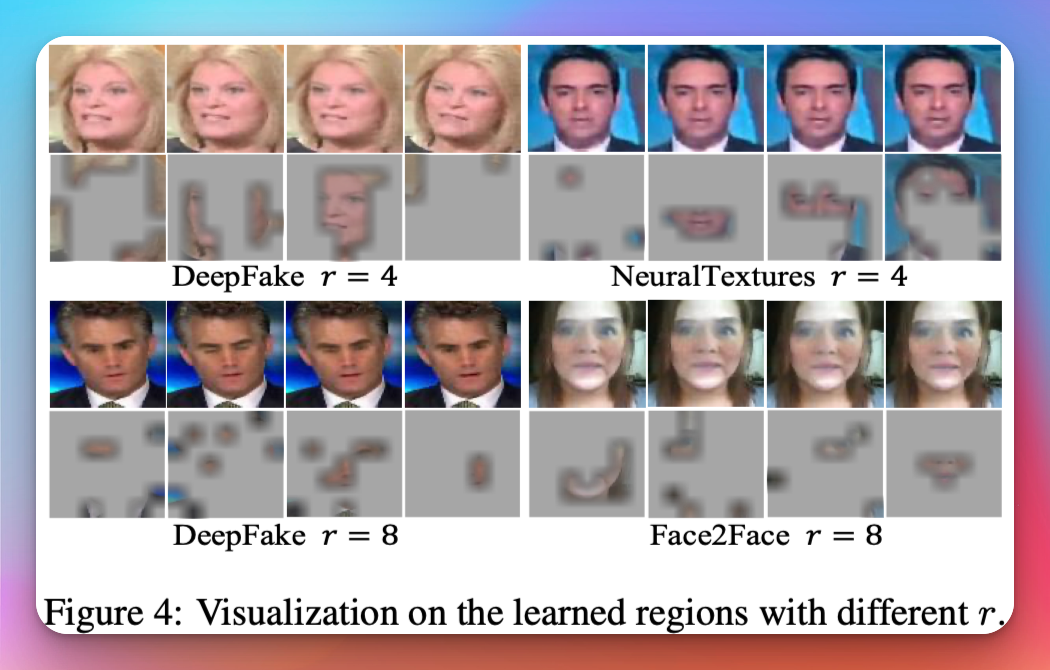 DeepFake r = 4
NeuralTextures r = 4
DeepFake r = 8
Face2Face r = 8
Figure 4: Visualization on the learned regions with different r.